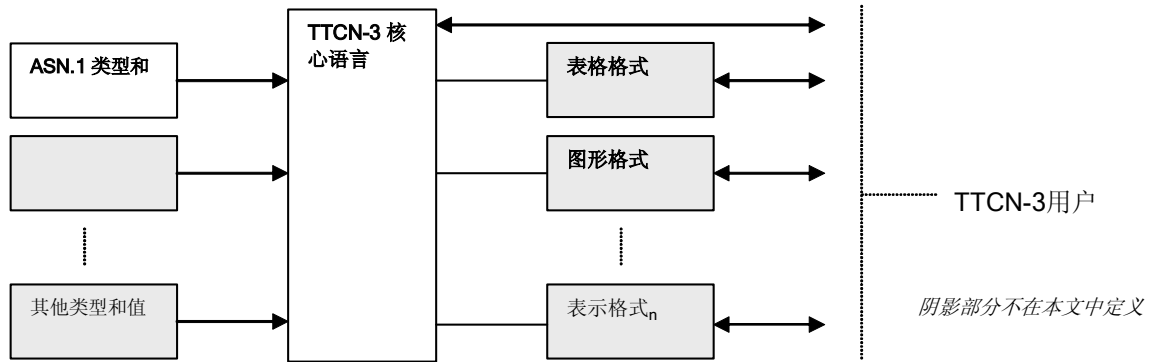 TTCN-3 核
心语言
ASN.1 类型和
表格格式
图形格式
TTCN-3用户
其他类型和值
表示格式n
阴影部分不在本文中定义